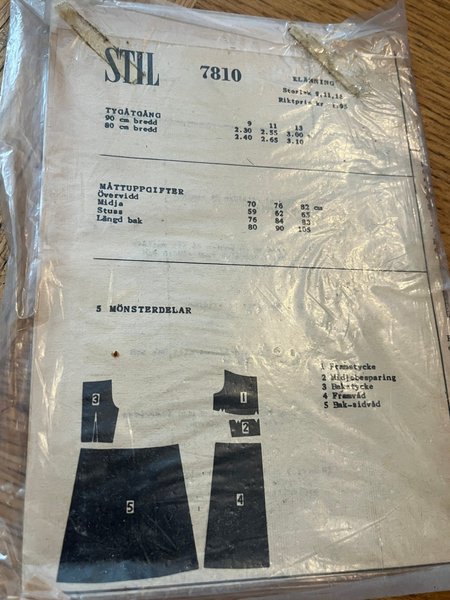 STIL 7810 KLÄNNING
Storlek 9,11,13
Riktpris kr 1.95
TYGÅTGÅNG 9 11 13
90 cm bredd 2.30 2.55 3.00
80 cm bredd 2.40 2.65 3.10
MÅTTUPPGIFTER
Övervidd 70 76 82 cm
Midja 59 62 65
Stuss 76 84 92
Längd bak 80 90 105
5 MÖNSTERDELAR
1 Framstycke
2 Midjebesparing
3 Bakstycke
4 Framvåd
5 Bak-sidvåd
3
1
2
5
4